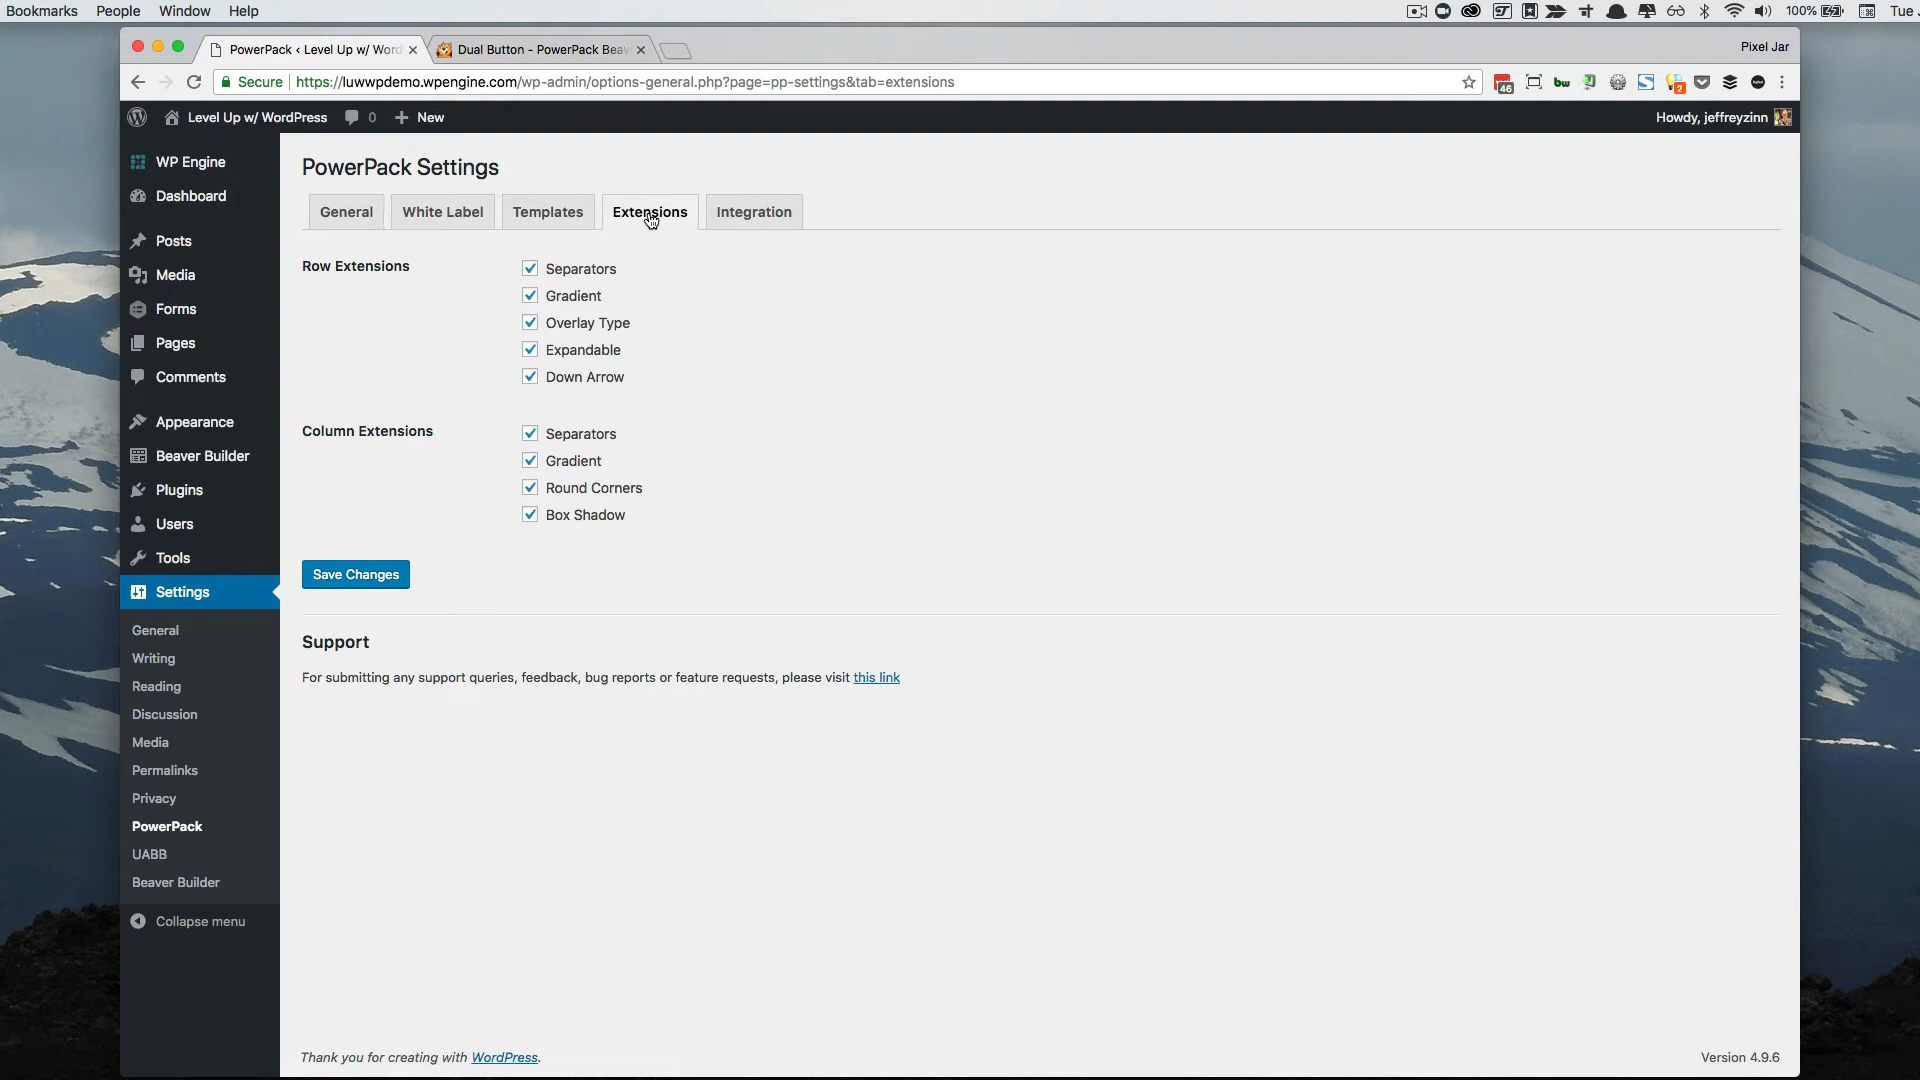 Bookmarks People Window Help 100% Tue
PowerPack ‹ Level Up w/ Word Dual Button - PowerPack Beav Pixel Jar
Secure https://luwwpdemo.wpengine.com/wp-admin/options-general.php?page=pp-settings&tab=extensions 46 bw 2
Level Up w/ WordPress 0 New Howdy, jeffreyzinn
WP Engine
Dashboard
Posts
Media
Forms
Pages
Comments
Appearance
Beaver Builder
Plugins
Users
Tools
Settings
General
Writing
Reading
Discussion
Media
Permalinks
Privacy
PowerPack
UABB
Beaver Builder
Collapse menu
PowerPack Settings
General White Label Templates Extensions Integration
Row Extensions
Separators
Gradient
Overlay Type
Expandable
Down Arrow
Column Extensions
Separators
Gradient
Round Corners
Box Shadow
Save Changes
Support
For submitting any support queries, feedback, bug reports or feature requests, please visit this link
Thank you for creating with WordPress. Version 4.9.6